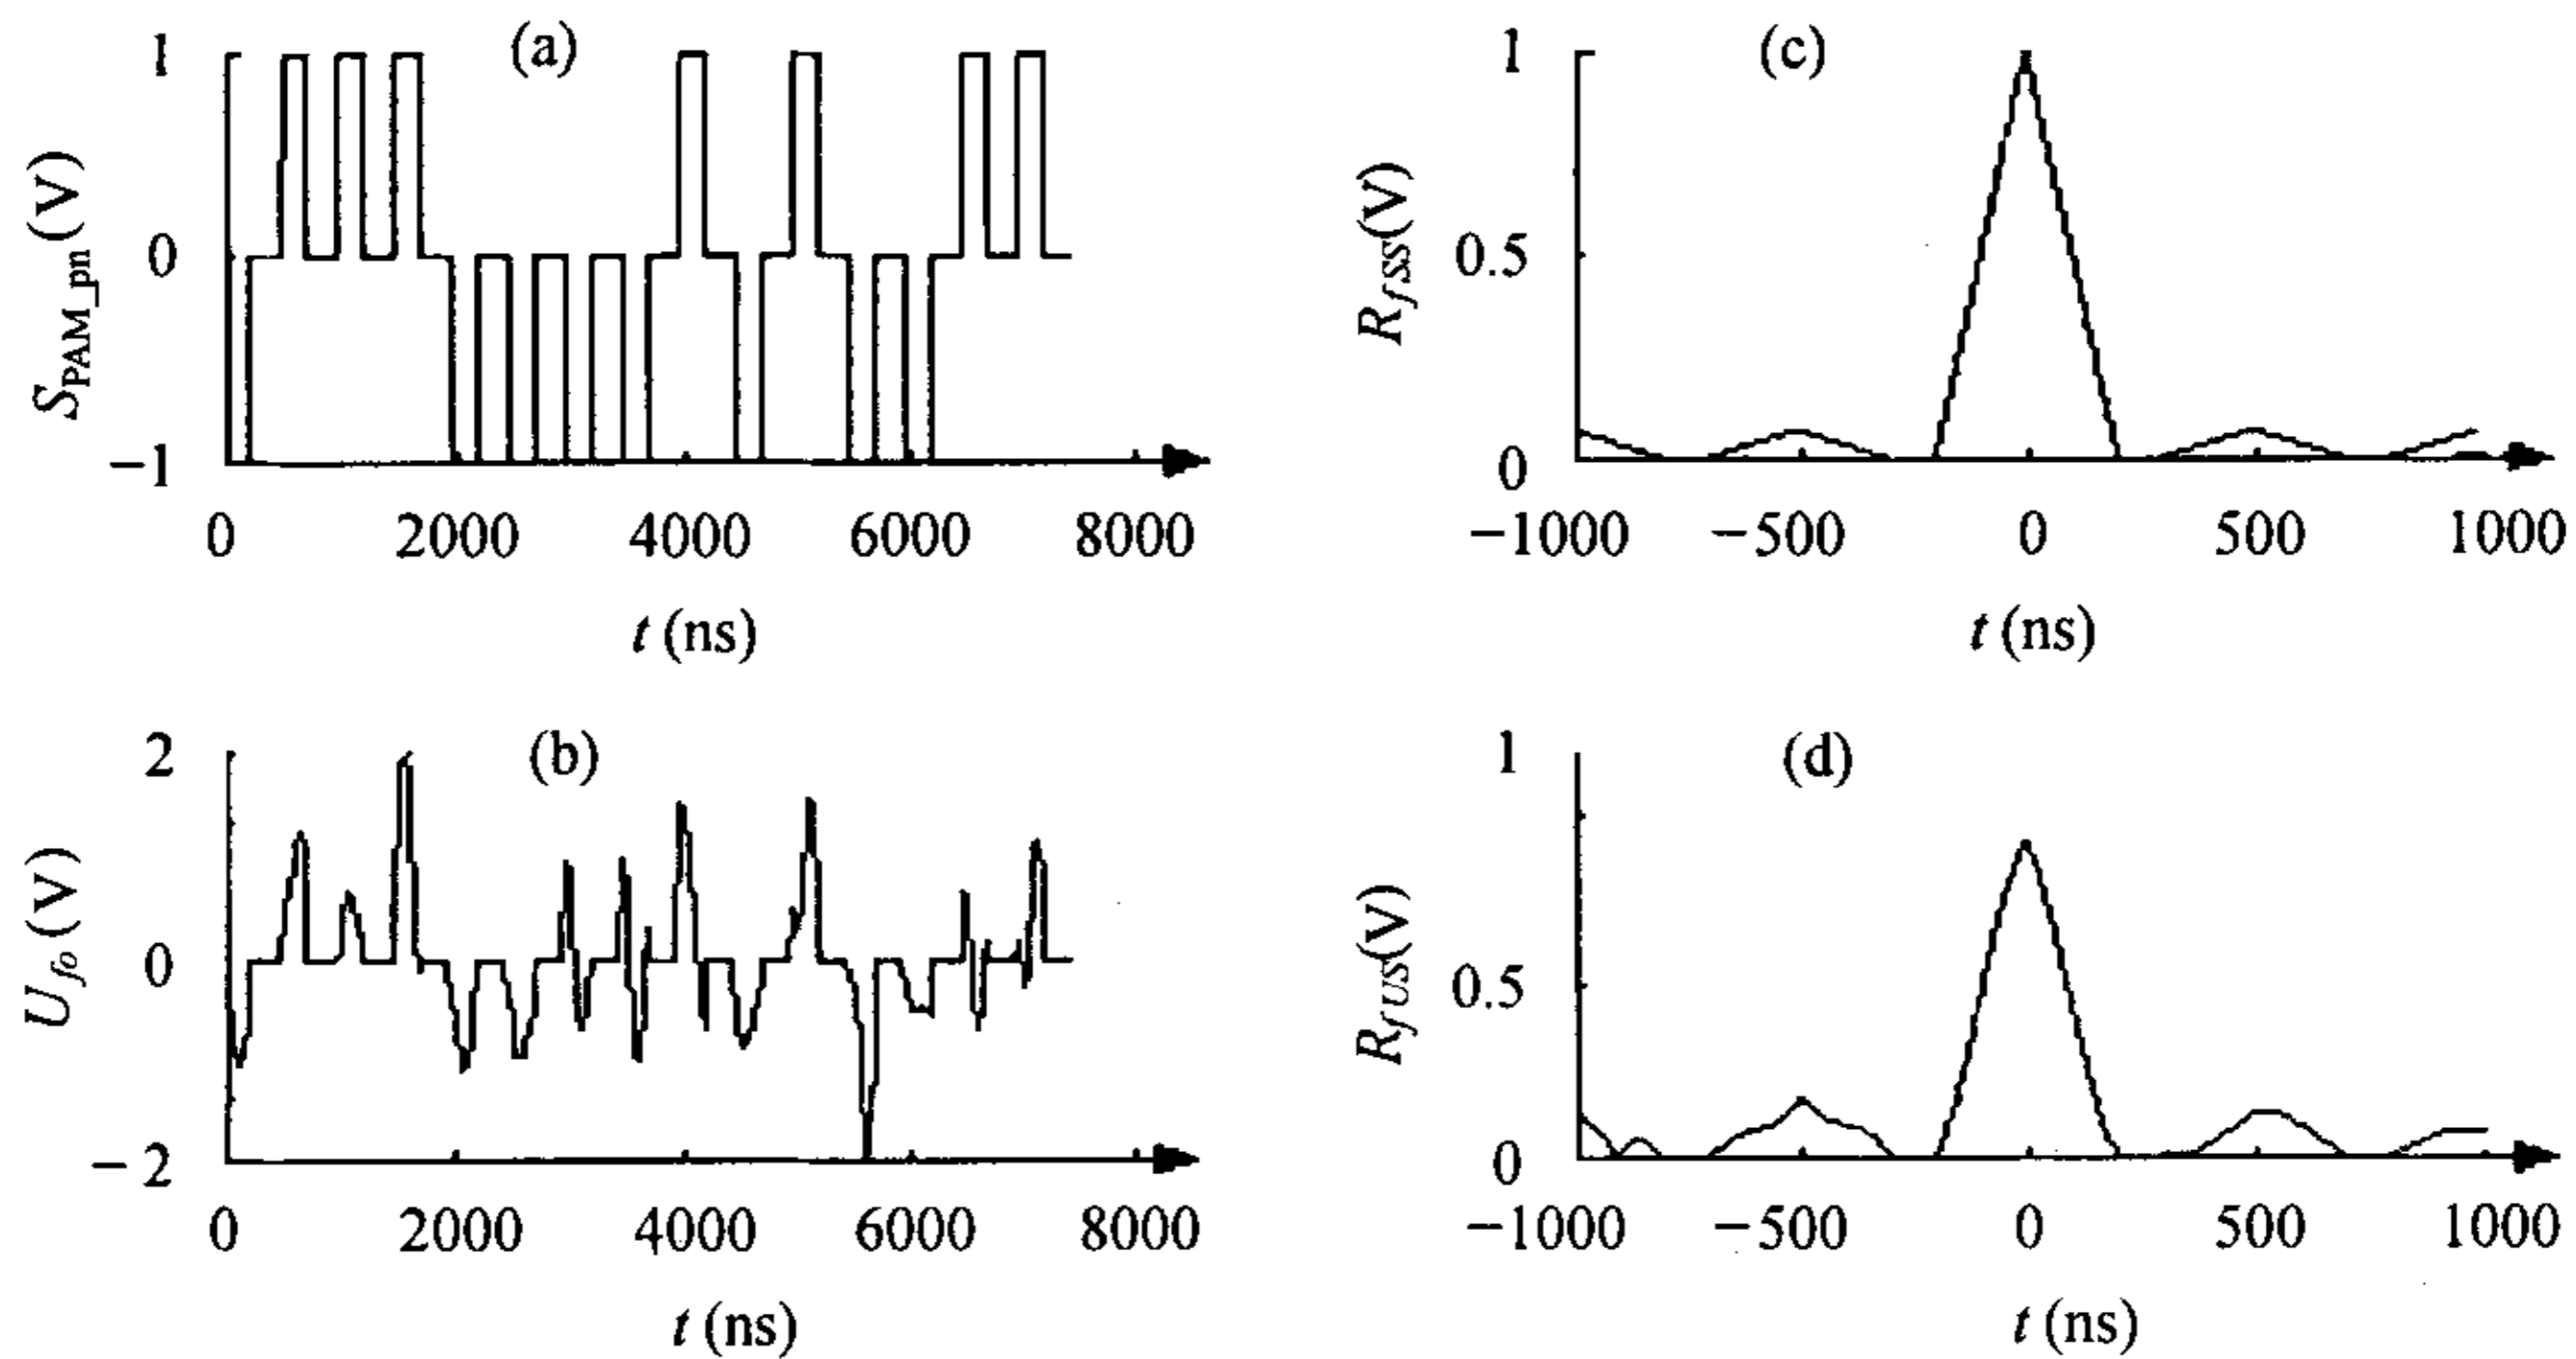 (a)
1
0
−1
S_PAM_pn (V)
0 2000 4000 6000 8000
t (ns)
(c)
1
0.5
0
R_fSS(V)
−1000 −500 0 500 1000
t (ns)
(b)
2
0
−2
U_fo (V)
0 2000 4000 6000 8000
t (ns)
(d)
1
0.5
0
R_fUS(V)
−1000 −500 0 500 1000
t (ns)